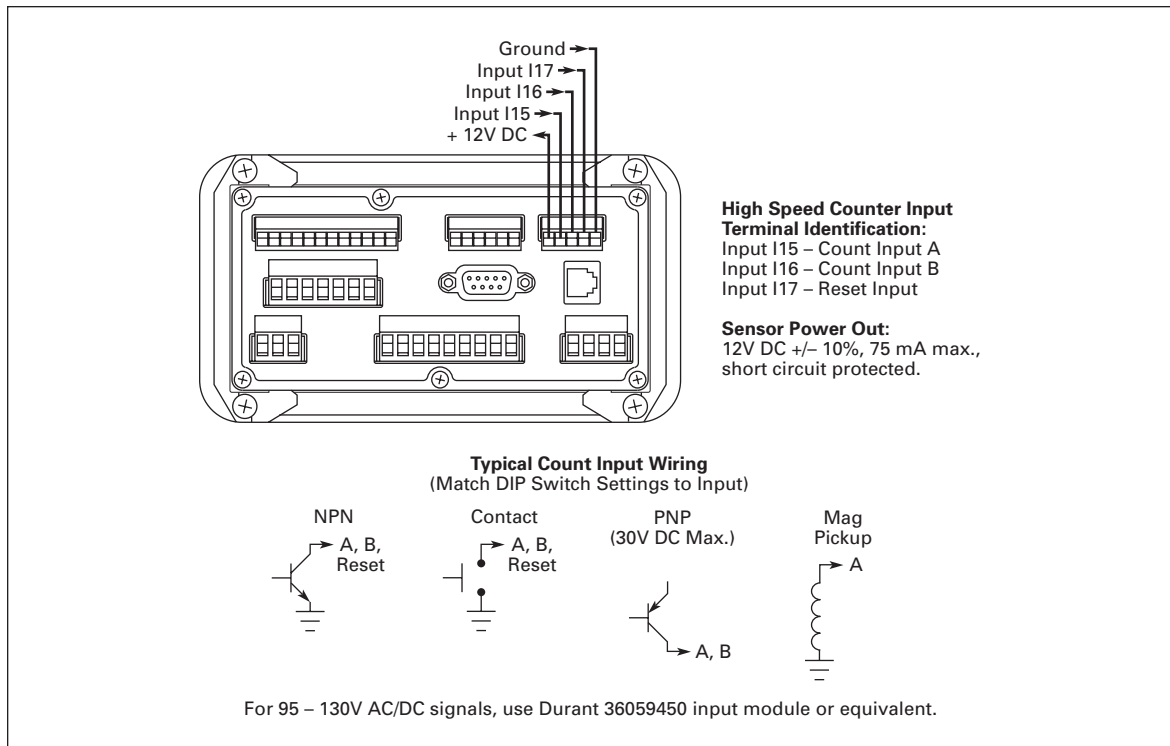 Ground
Input I17
Input I16
Input I15
+ 12V DC
High Speed Counter Input
Terminal Identification:
Input I15 – Count Input A
Input I16 – Count Input B
Input I17 – Reset Input
Sensor Power Out:
12V DC +/– 10%, 75 mA max.,
short circuit protected.
Typical Count Input Wiring
(Match DIP Switch Settings to Input)
NPN
A, B,
Reset
Contact
A, B,
Reset
PNP
(30V DC Max.)
A, B
Mag
Pickup
A
For 95 – 130V AC/DC signals, use Durant 36059450 input module or equivalent.